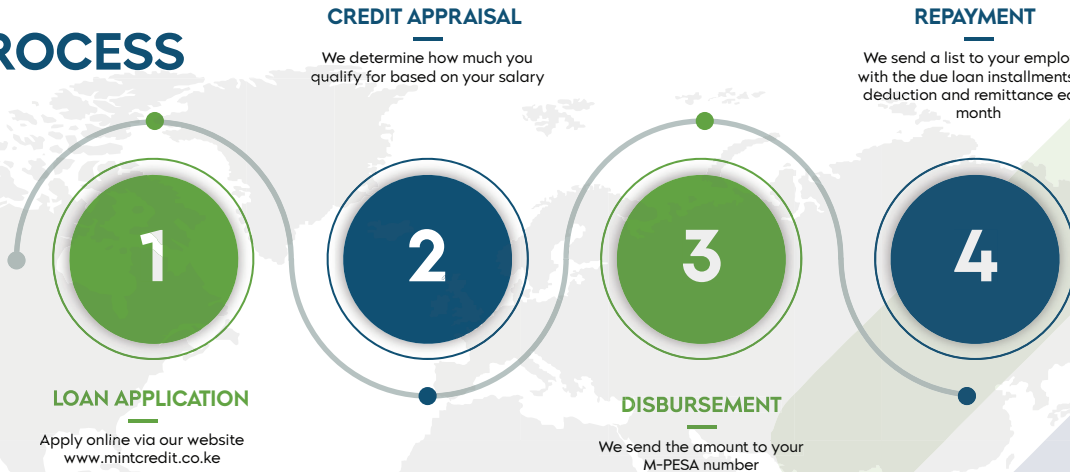 ROCESS
1
LOAN APPLICATION
Apply online via our website
www.mintcredit.co.ke
2
CREDIT APPRAISAL
We determine how much you
qualify for based on your salary
3
DISBURSEMENT
We send the amount to your
M-PESA number
4
REPAYMENT
We send a list to your emplo
with the due loan installments
deduction and remittance ea
month